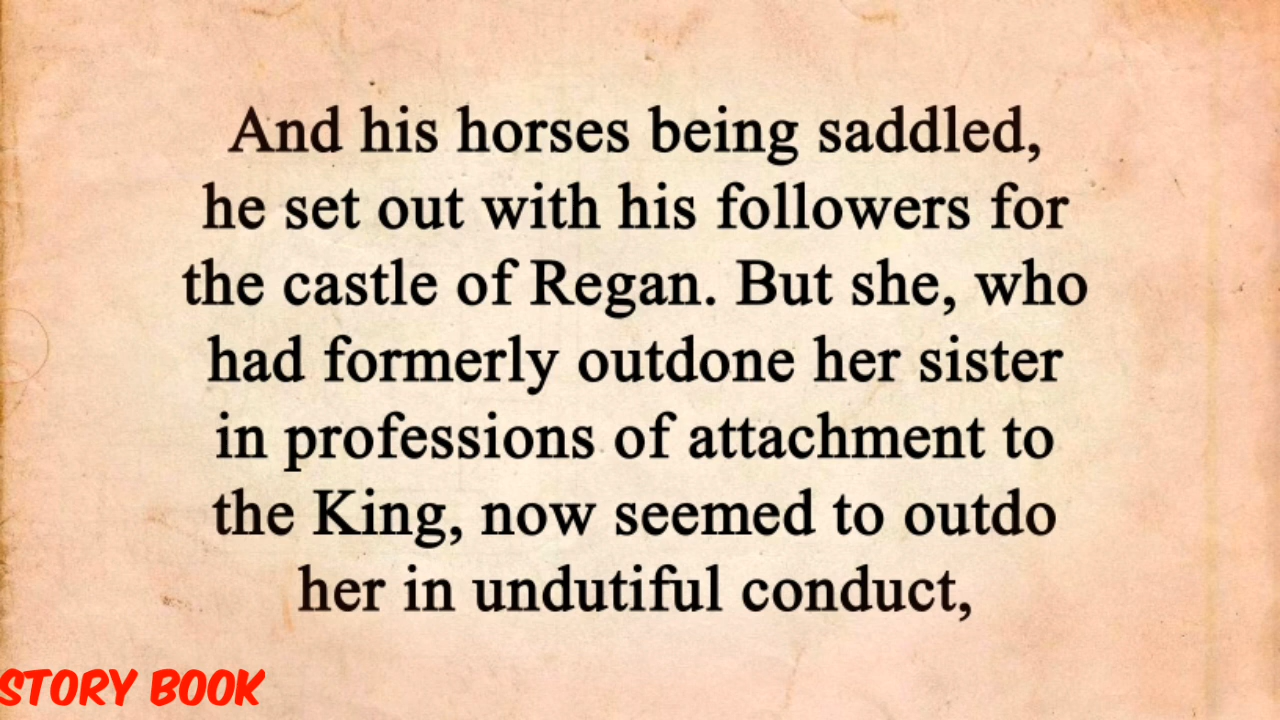 And his horses being saddled,
he set out with his followers for
the castle of Regan. But she, who
had formerly outdone her sister
in professions of attachment to
the King, now seemed to outdo
her in undutiful conduct,
STORY BOOK